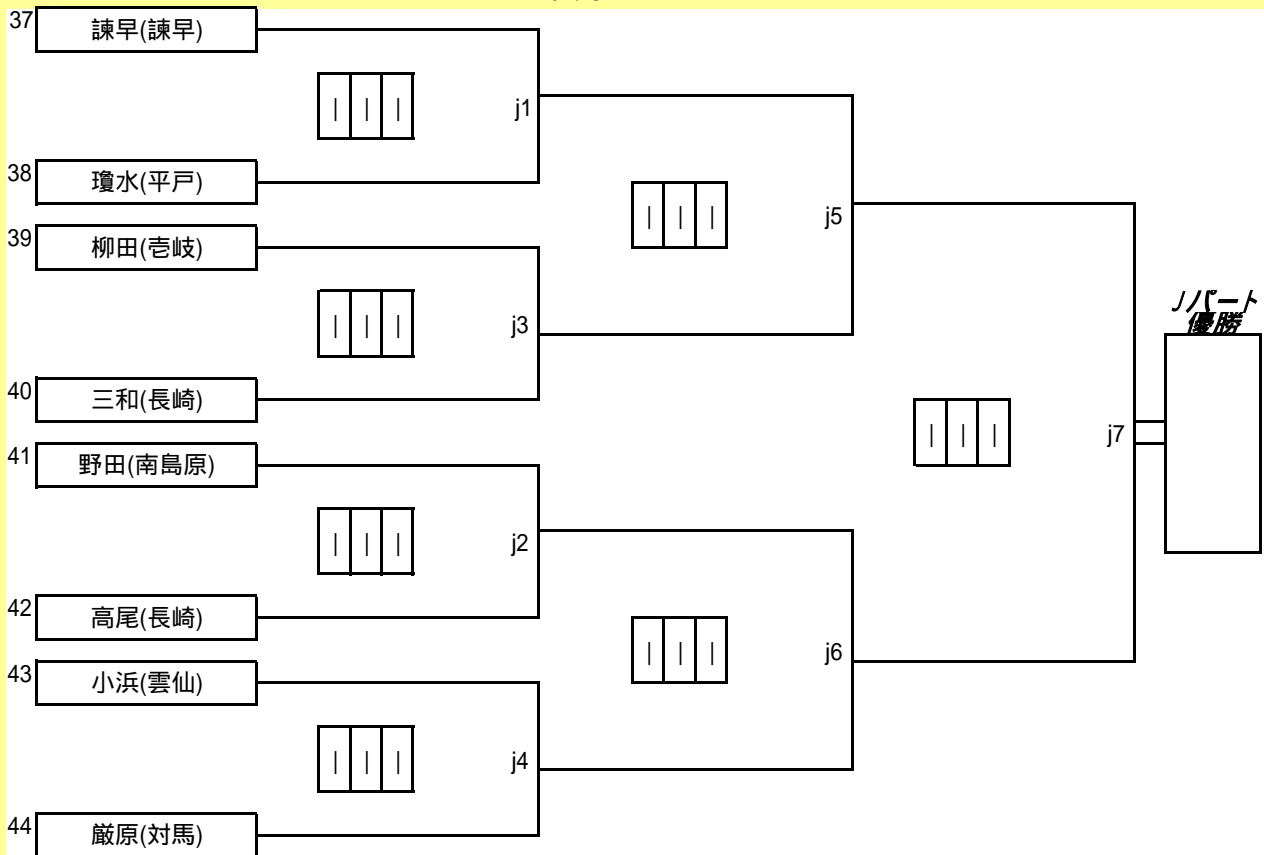 37 諫早(諫早)
j1
38 瓊水(平戸)
j5
39 柳田(壱岐)
j3
40 三和(長崎)
Jパート
優勝
j7
41 野田(南島原)
j2
42 高尾(長崎)
j6
43 小浜(雲仙)
j4
44 厳原(対馬)